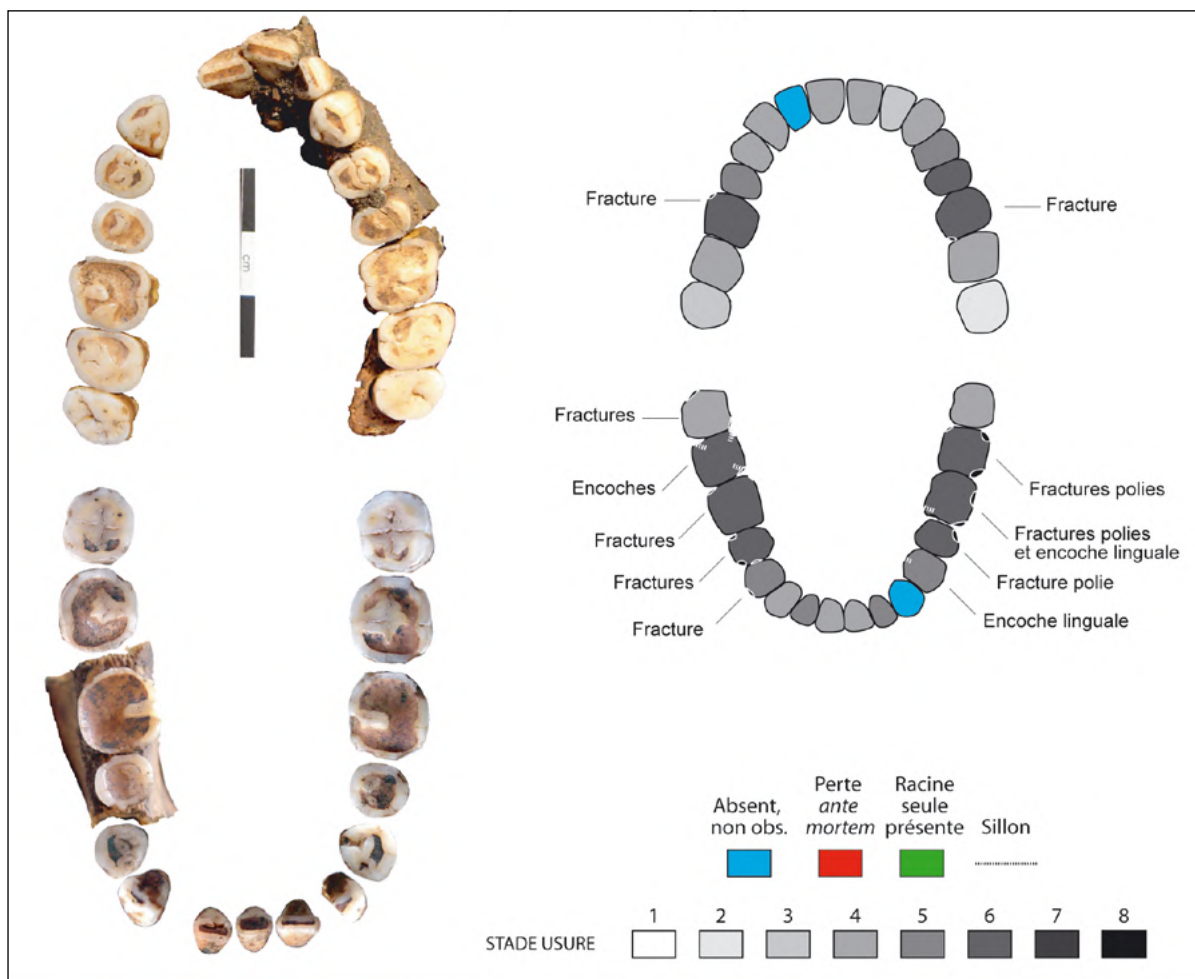 cm
Fracture
Fracture
Fractures
Encoches
Fractures
Fractures
Fracture
Fractures polies
Fractures polies
et encoche linguale
Fracture polie
Encoche linguale
Absent,
non obs.
Perte
ante
mortem
Racine
seule
présente
Sillon
STADE USURE 1 2 3 4 5 6 7 8